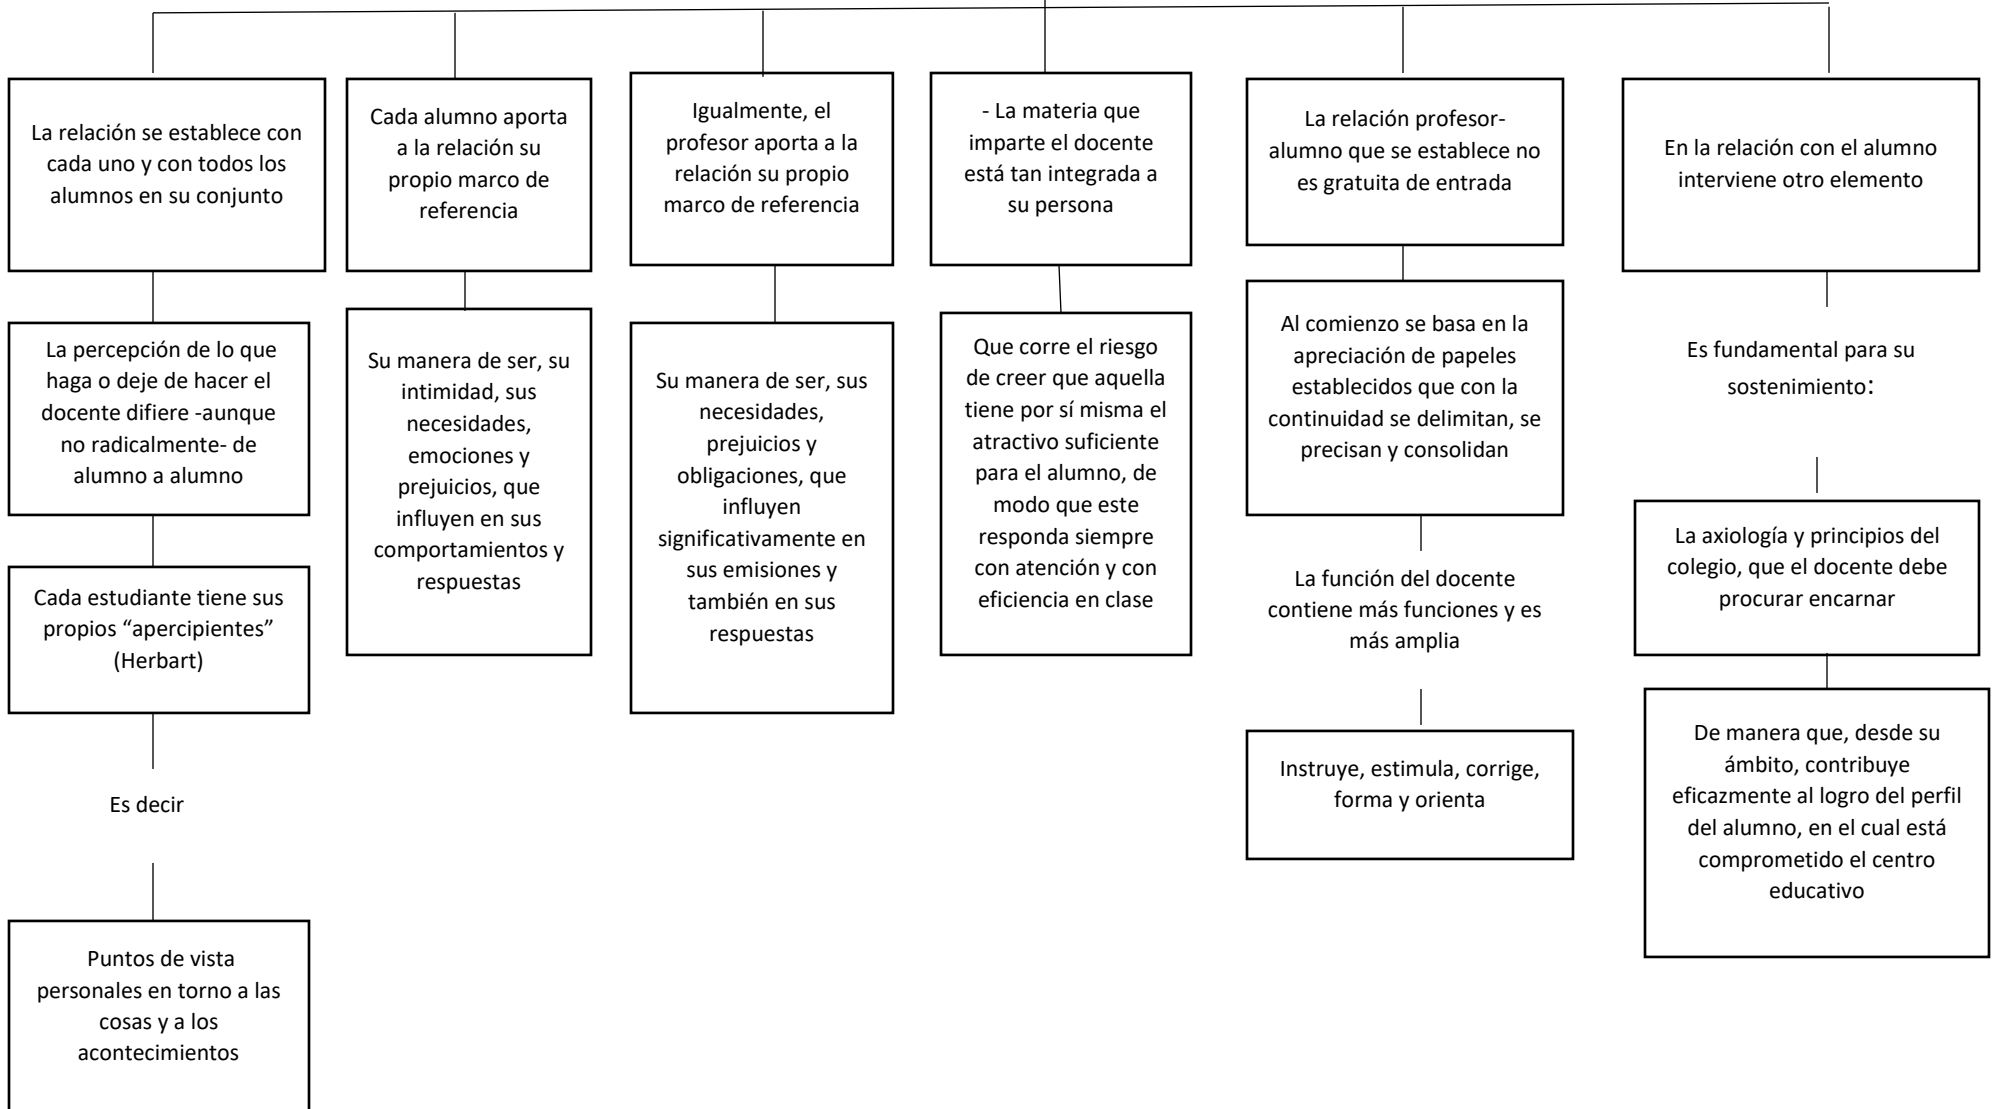 La relación se establece con
cada uno y con todos los
alumnos en su conjunto
La percepción de lo que
haga o deje de hacer el
docente difiere -aunque
no radicalmente- de
alumno a alumno
Cada estudiante tiene sus
propios “apercipientes”
(Herbart)
Es decir
Puntos de vista
personales en torno a las
cosas y a los
acontecimientos
Cada alumno aporta
a la relación su
propio marco de
referencia
Su manera de ser, su
intimidad, sus
necesidades,
emociones y
prejuicios, que
influyen en sus
comportamientos y
respuestas
Igualmente, el
profesor aporta a la
relación su propio
marco de referencia
Su manera de ser, sus
necesidades,
prejuicios y
obligaciones, que
influyen
significativamente en
sus emisiones y
también en sus
respuestas
- La materia que
imparte el docente
está tan integrada a
su persona
Que corre el riesgo
de creer que aquella
tiene por sí misma el
atractivo suficiente
para el alumno, de
modo que este
responda siempre
con atención y con
eficiencia en clase
La relación profesor-
alumno que se establece no
es gratuita de entrada
Al comienzo se basa en la
apreciación de papeles
establecidos que con la
continuidad se delimitan, se
precisan y consolidan
La función del docente
contiene más funciones y es
más amplia
Instruye, estimula, corrige,
forma y orienta
En la relación con el alumno
interviene otro elemento
Es fundamental para su
sostenimiento:
La axiología y principios del
colegio, que el docente debe
procurar encarnar
De manera que, desde su
ámbito, contribuye
eficazmente al logro del perfil
del alumno, en el cual está
comprometido el centro
educativo